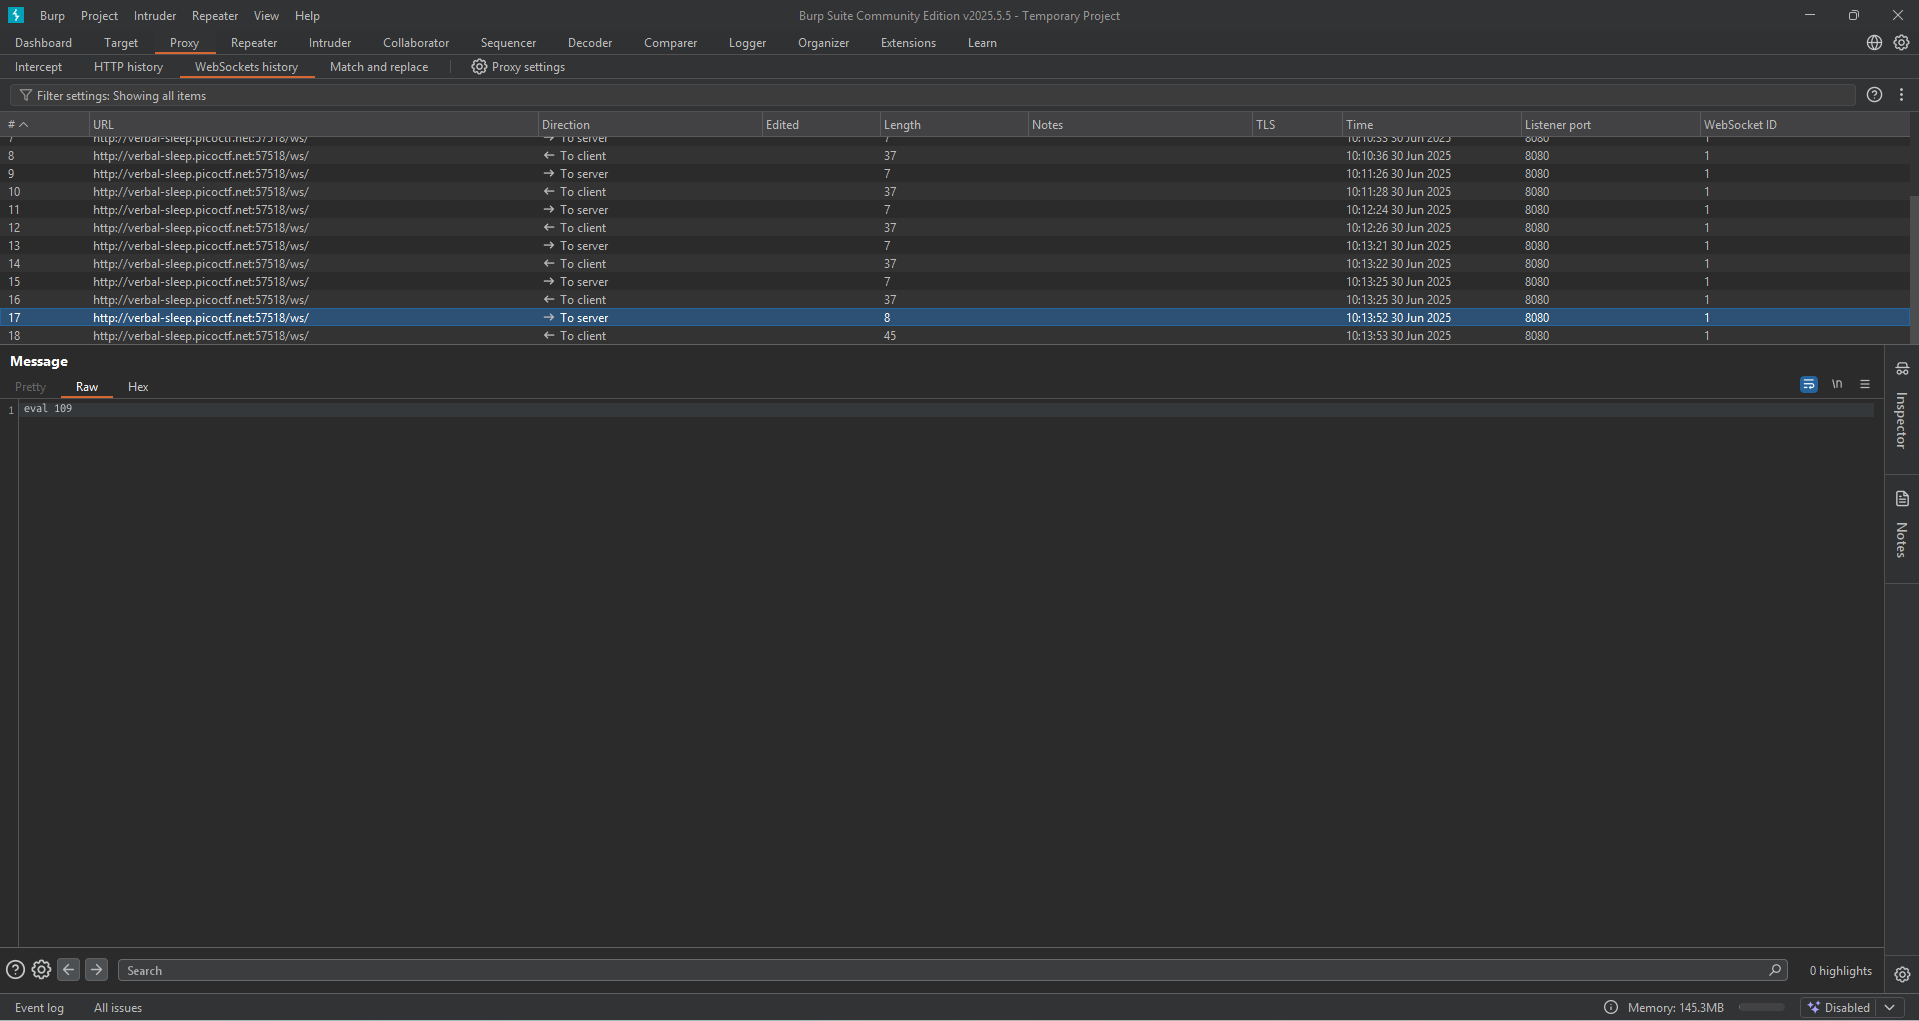 Burp Project Intruder Repeater View Help Burp Suite Community Edition v2025.5.5 - Temporary Project
Dashboard Target Proxy Repeater Intruder Collaborator Sequencer Decoder Comparer Logger Organizer Extensions Learn
Intercept HTTP history WebSockets history Match and replace Proxy settings
Filter settings: Showing all items
# URL Direction Edited Length Notes TLS Time Listener port WebSocket ID
7 http://verbal-sleep.picoctf.net:57518/ws/ To server 7 10:10:35 30 Jun 2025 8080 1
8 http://verbal-sleep.picoctf.net:57518/ws/ To client 37 10:10:36 30 Jun 2025 8080 1
9 http://verbal-sleep.picoctf.net:57518/ws/ To server 7 10:11:26 30 Jun 2025 8080 1
10 http://verbal-sleep.picoctf.net:57518/ws/ To client 37 10:11:28 30 Jun 2025 8080 1
11 http://verbal-sleep.picoctf.net:57518/ws/ To server 7 10:12:24 30 Jun 2025 8080 1
12 http://verbal-sleep.picoctf.net:57518/ws/ To client 37 10:12:26 30 Jun 2025 8080 1
13 http://verbal-sleep.picoctf.net:57518/ws/ To server 7 10:13:21 30 Jun 2025 8080 1
14 http://verbal-sleep.picoctf.net:57518/ws/ To client 37 10:13:22 30 Jun 2025 8080 1
15 http://verbal-sleep.picoctf.net:57518/ws/ To server 7 10:13:25 30 Jun 2025 8080 1
16 http://verbal-sleep.picoctf.net:57518/ws/ To client 37 10:13:25 30 Jun 2025 8080 1
17 http://verbal-sleep.picoctf.net:57518/ws/ To server 8 10:13:52 30 Jun 2025 8080 1
18 http://verbal-sleep.picoctf.net:57518/ws/ To client 45 10:13:53 30 Jun 2025 8080 1
Message
Pretty Raw Hex \n
1 eval 109
Inspector
Notes
Search 0 highlights
Event log All issues Memory: 145.3MB Disabled